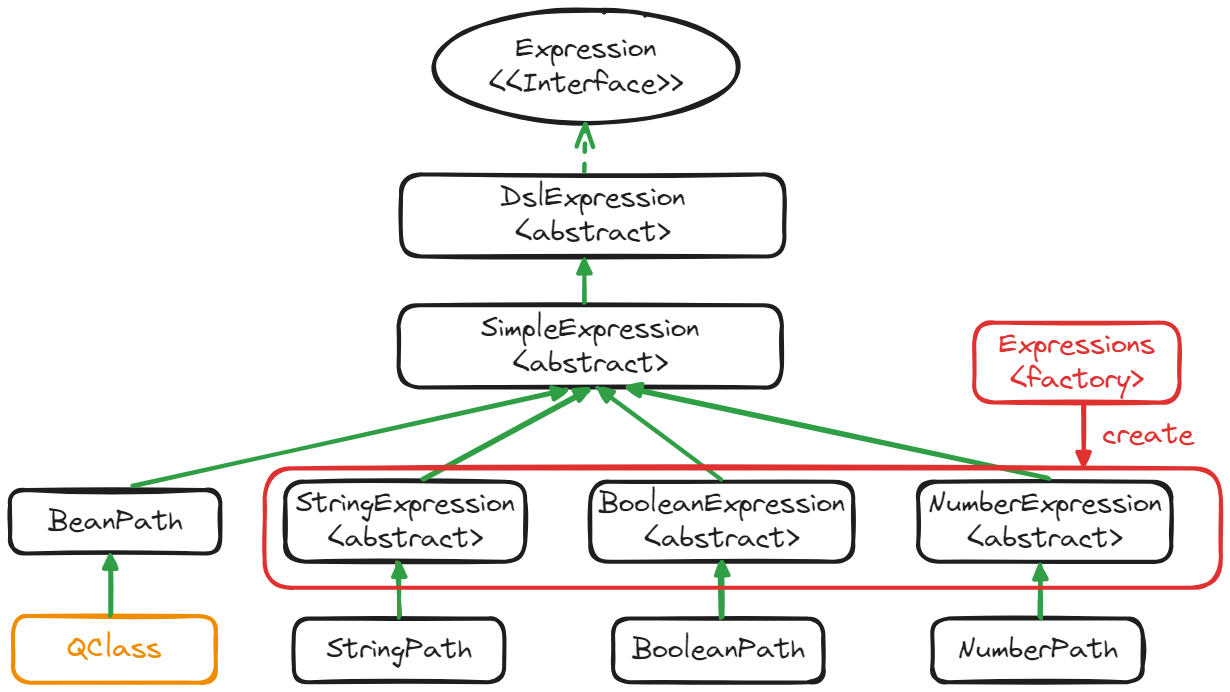 Expression
<<Interface>>
DslExpression
<abstract>
SimpleExpression
<abstract>
Expressions
<factory>
create
BeanPath
StringExpression
<abstract>
BooleanExpression
<abstract>
NumberExpression
<abstract>
QClass
StringPath
BooleanPath
NumberPath